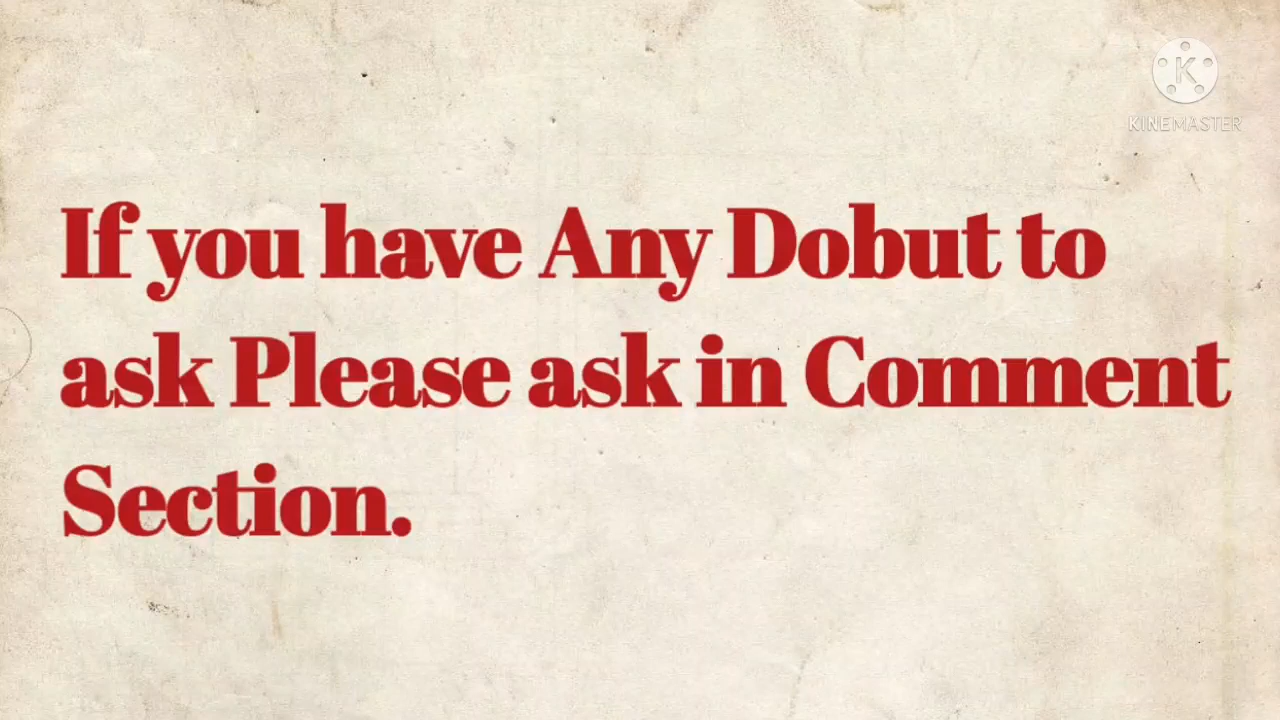 KINEMASTER
If you have Any Dobut to
ask Please ask in Comment
Section.